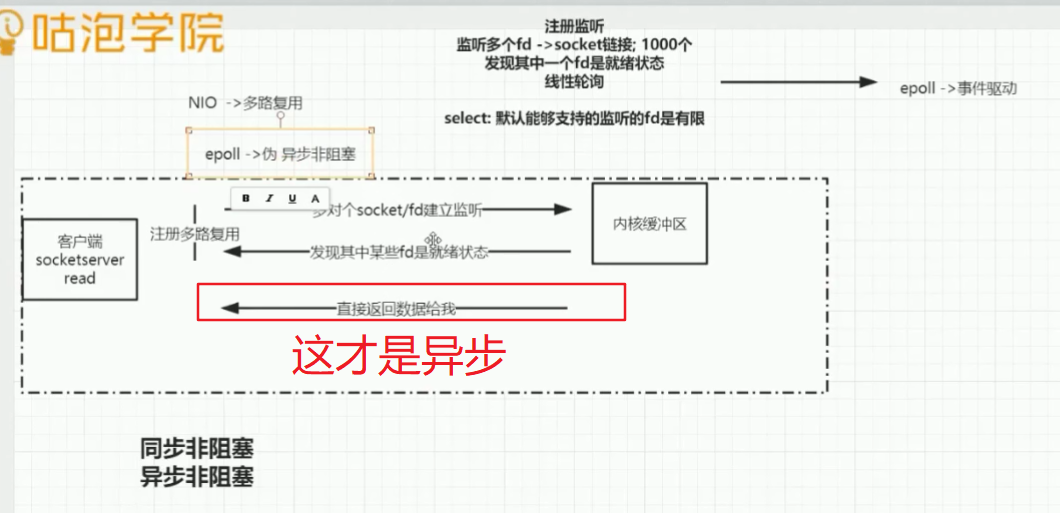 咕泡学院
注册监听
监听多个fd ->socket链接; 1000个
发现其中一个fd是就绪状态
线性轮询
select: 默认能够支持的监听的fd是有限
epoll ->事件驱动
NIO ->多路复用
epoll ->伪 异步非阻塞
B I U A
多对个socket/fd建立监听
内核缓冲区
客户端
socketserver
read
注册多路复用
发现其中某些fd是就绪状态
直接返回数据给我
这才是异步
同步非阻塞
异步非阻塞